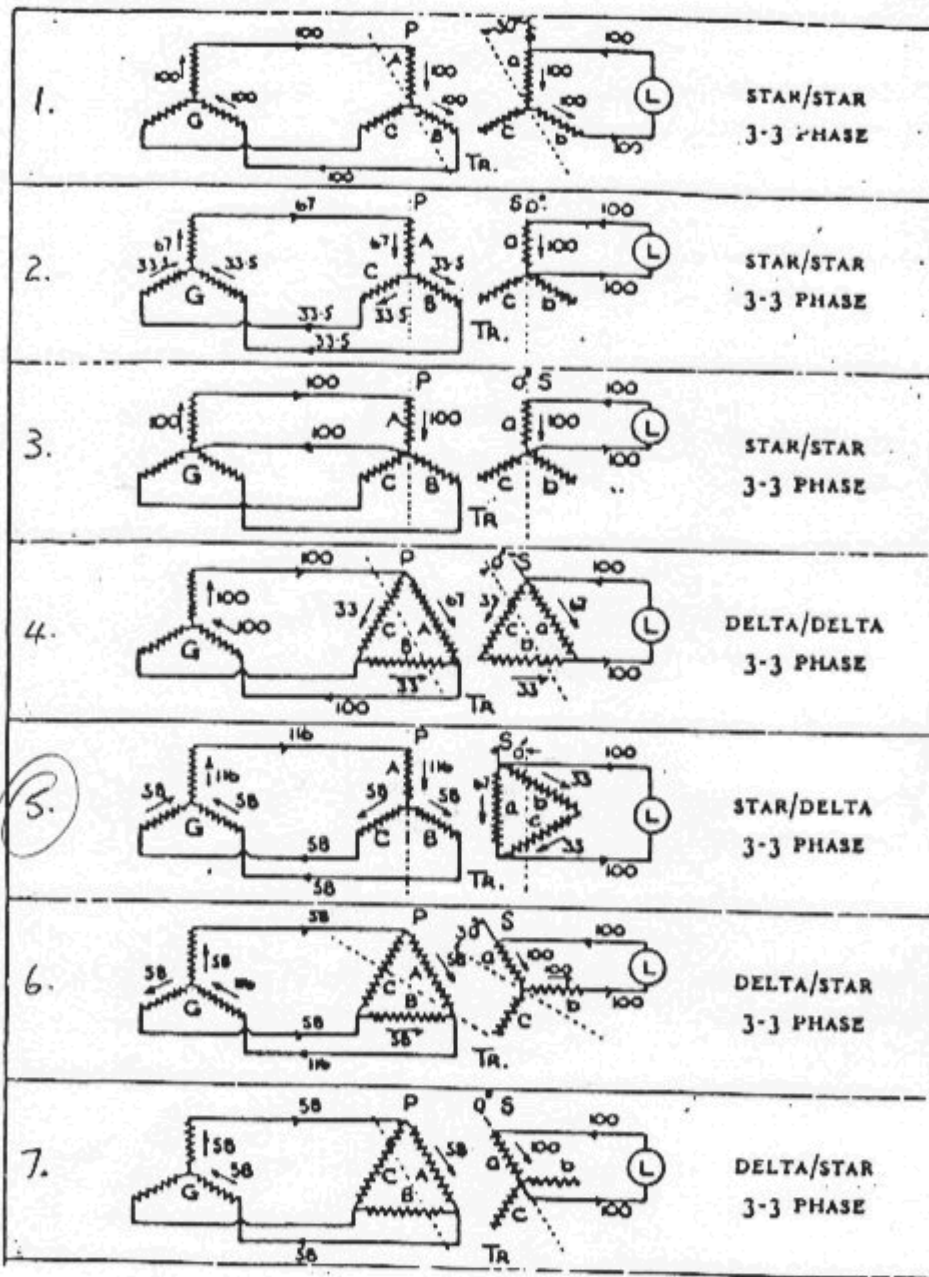 1.
100
100
100
G
P
A
100
100
C
B
TR.
100
30°
a
100
100
C
b
100
100
L
STAR/STAR
3-3 PHASE
2.
67
67
33.5
33.5
G
P
A
67
C
33.5
33.5
B
33.5
33.5
TR.
S 0°
a
100
100
C
b
100
L
STAR/STAR
3-3 PHASE
3.
100
100
100
G
P
A
100
C
B
TR
0° S
a
100
100
C
b
100
L
STAR/STAR
3-3 PHASE
4.
100
100
100
G
P
33
67
C
A
B
33
100
TR
0° S
C
a
b
33
100
100
L
DELTA/DELTA
3-3 PHASE
5.
116
116
58
58
G
P
A
116
58
58
C
B
58
58
TR.
S 0°
67
33
a
b
c
33
100
100
L
STAR/DELTA
3-3 PHASE
6.
58
58
58
116
G
P
C
A
B
58
58
58
116
TR.
30°
S
a
100
100
b
C
100
100
L
DELTA/STAR
3-3 PHASE
7.
58
58
58
G
P
C
A
B
58
58
TR
0° S
a
100
b
C
100
100
L
DELTA/STAR
3-3 PHASE